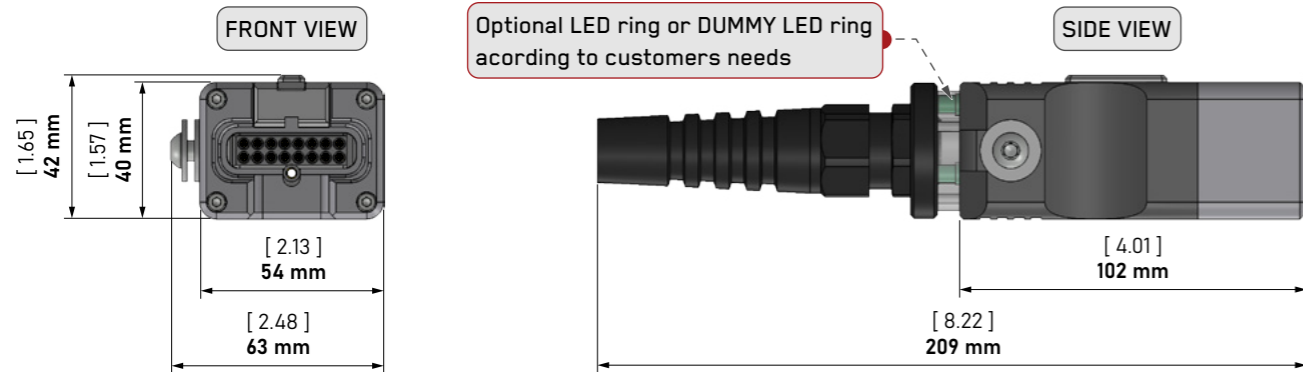 FRONT VIEW
Optional LED ring or DUMMY LED ring
acording to customers needs
SIDE VIEW
[ 1.65 ]
42 mm
[ 1.57 ]
40 mm
[ 2.13 ]
54 mm
[ 2.48 ]
63 mm
[ 4.01 ]
102 mm
[ 8.22 ]
209 mm